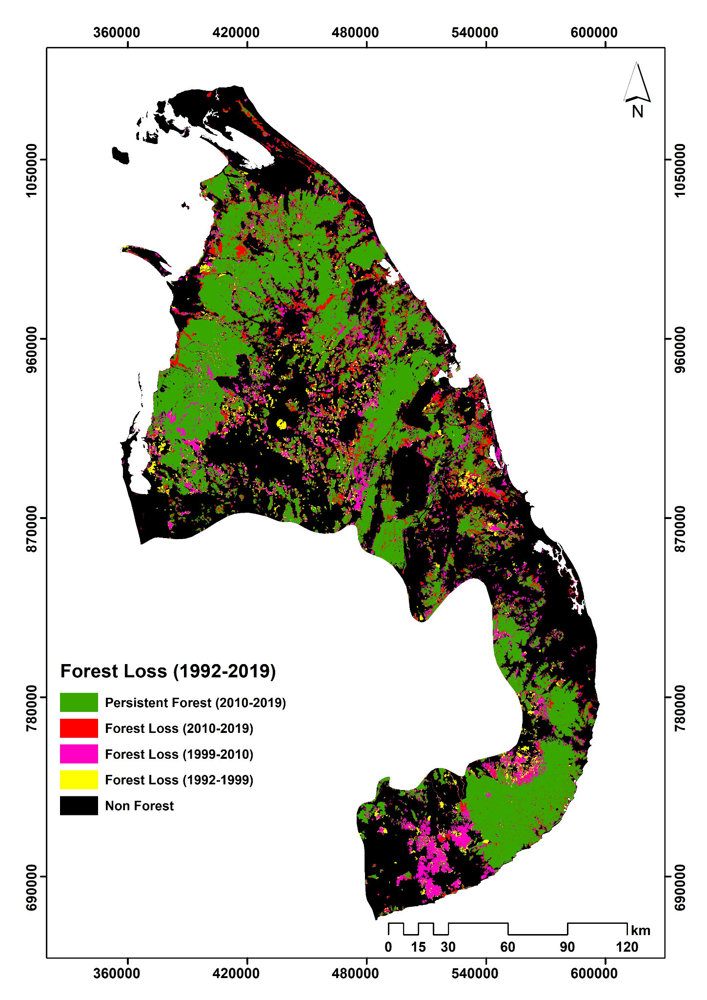 360000 420000 480000 540000 600000
N
1050000 1050000
960000 960000
870000 870000
Forest Loss (1992-2019)
Persistent Forest (2010-2019)
780000 780000
Forest Loss (2010-2019)
Forest Loss (1999-2010)
Forest Loss (1992-1999)
Non Forest
690000 690000
km
0 15 30 60 90 120
360000 420000 480000 540000 600000